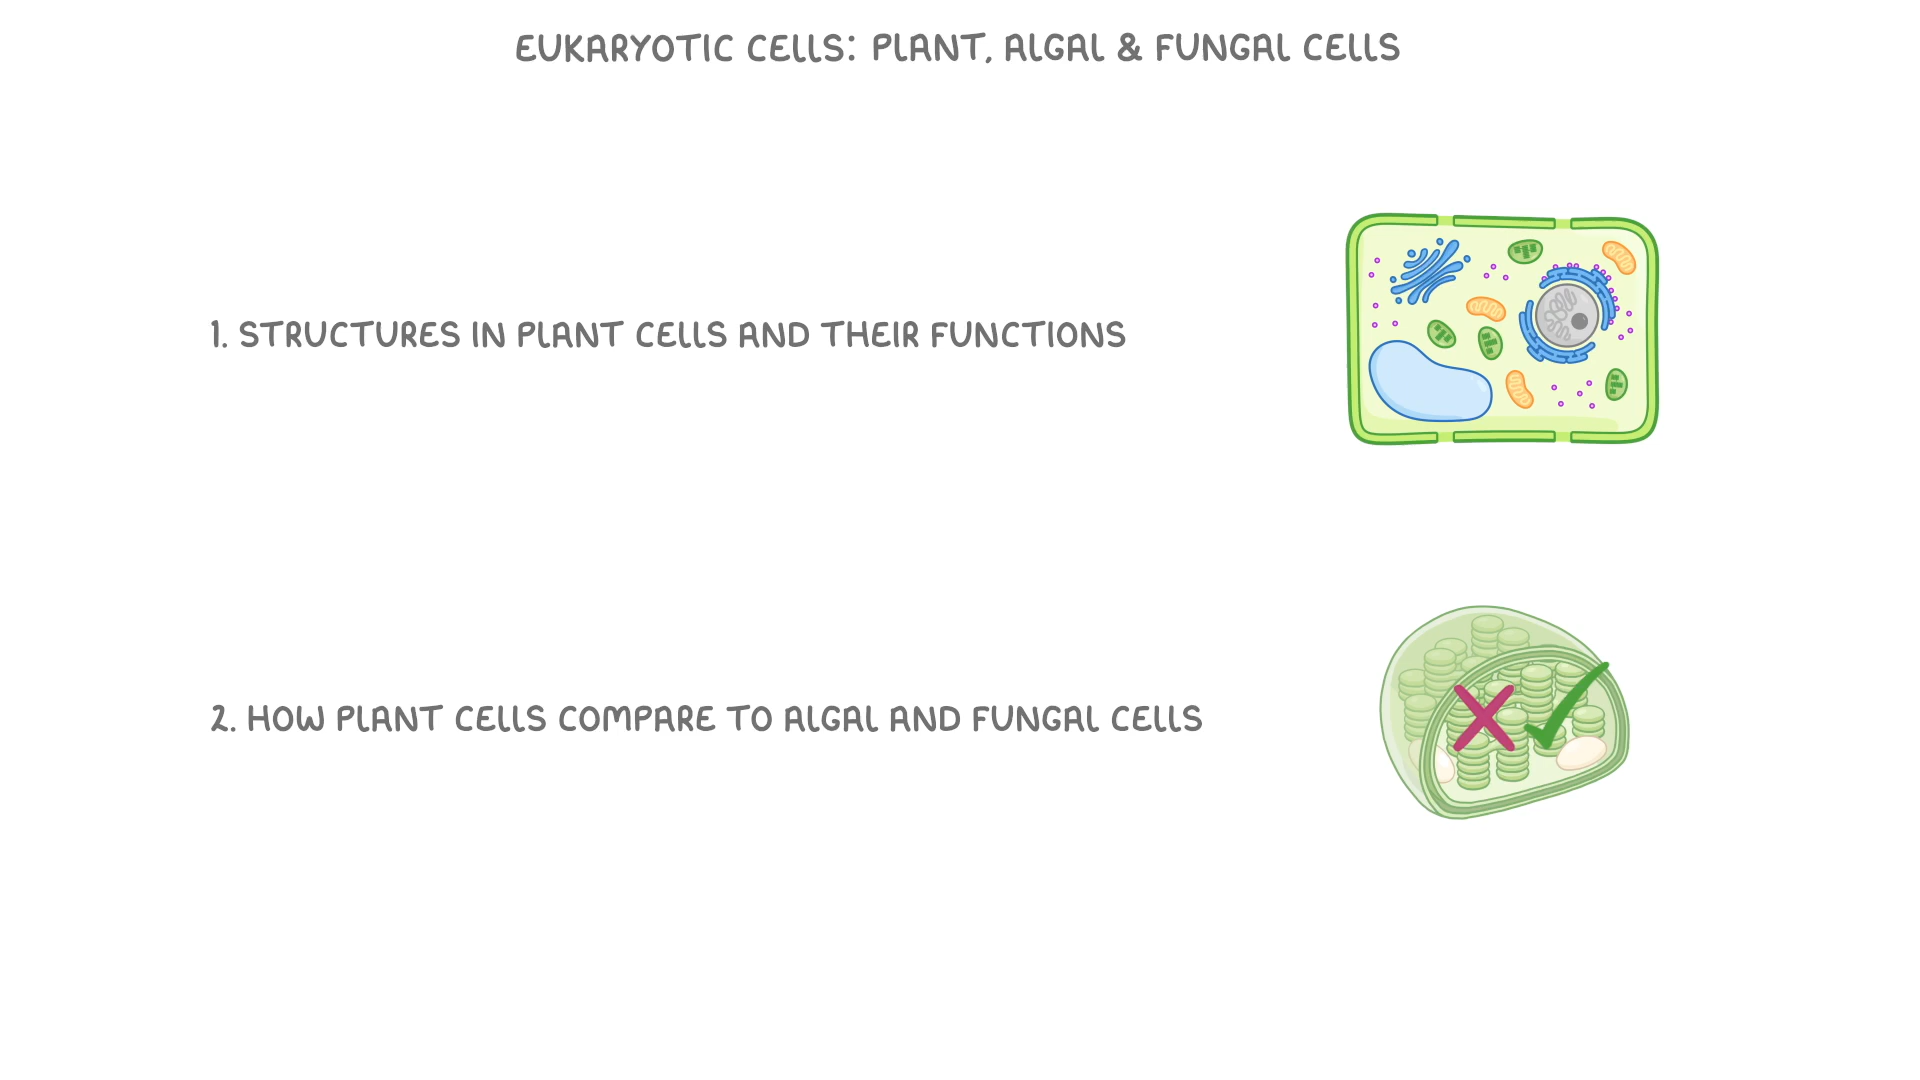 EUKARYOTIC CELLS: PLANT, ALGAL & FUNGAL CELLS
1. STRUCTURES IN PLANT CELLS AND THEIR FUNCTIONS
2. HOW PLANT CELLS COMPARE TO ALGAL AND FUNGAL CELLS